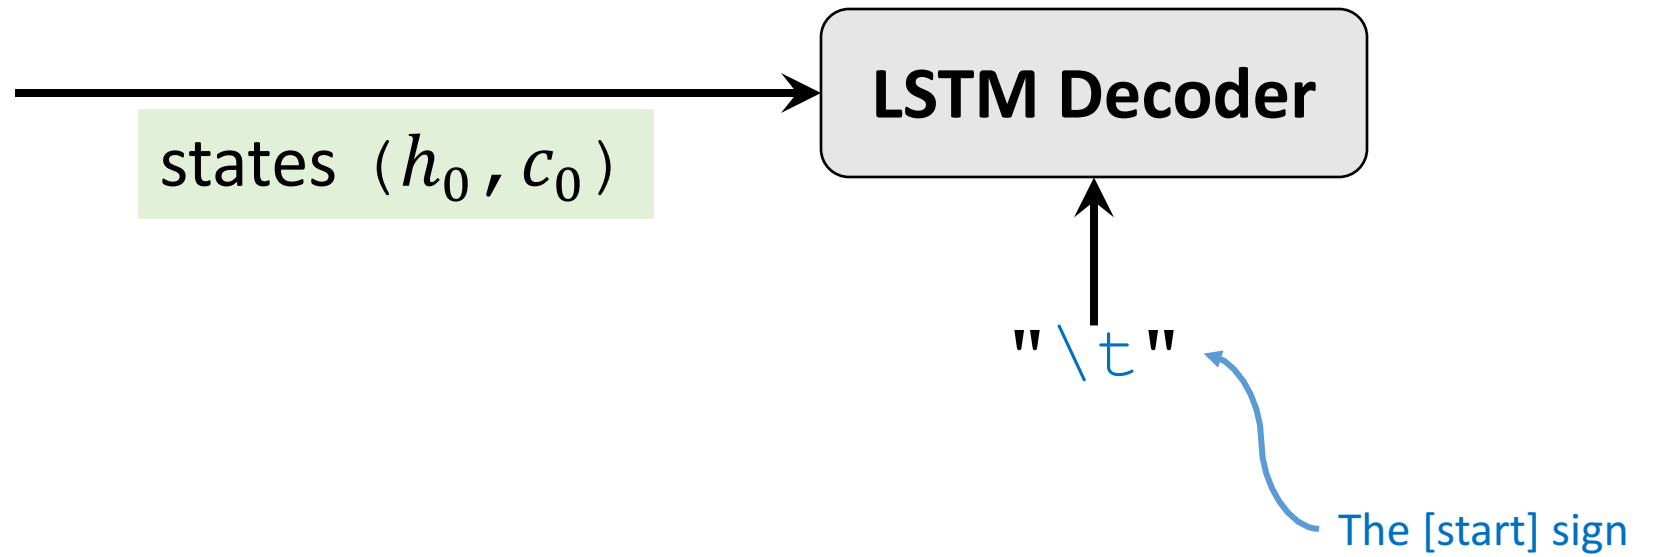 LSTM Decoder
states (h₀, c₀)
"\t"
The [start] sign